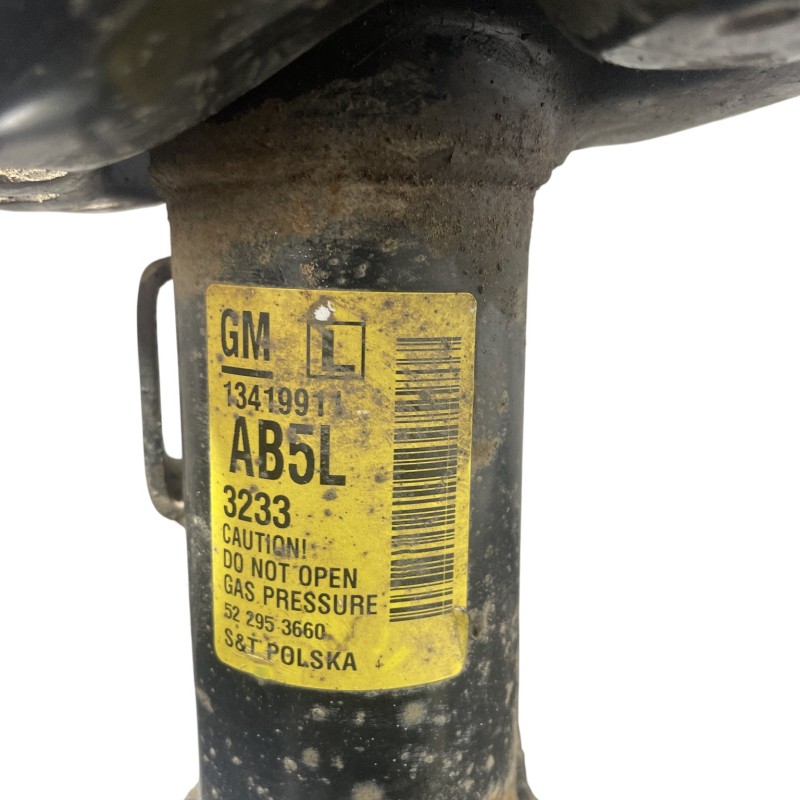 GM L
13419911
AB5L
3233
CAUTION!
DO NOT OPEN
GAS PRESSURE
52 295 3660
S&T POLSKA